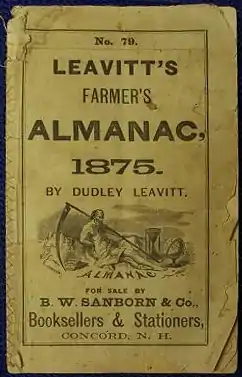 No. 79.
LEAVITT'S
FARMER'S
ALMANAC,
1875.
BY DUDLEY LEAVITT.
ALMANAC
FOR SALE BY
B. W. SANBORN & Co.,
Booksellers & Stationers,
CONCORD, N. H.